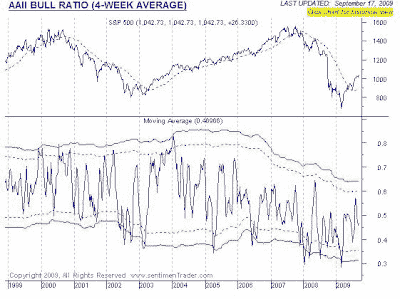 AAII BULL RATIO (4-WEEK AVERAGE)
LAST UPDATED: September 17, 2009
S&P 500 (1,042.73, 1,042.73, 1,042.73, +26.3300)
1600
1400
1200
1000
800
Moving Average (0.46906)
0.8
0.7
0.6
0.5
0.4
0.3
Copyright 2009, All Rights Reserved www.sentimenTrader.com
1999 2000 2001 2002 2003 2004 2005 2006 2007 2008 2009